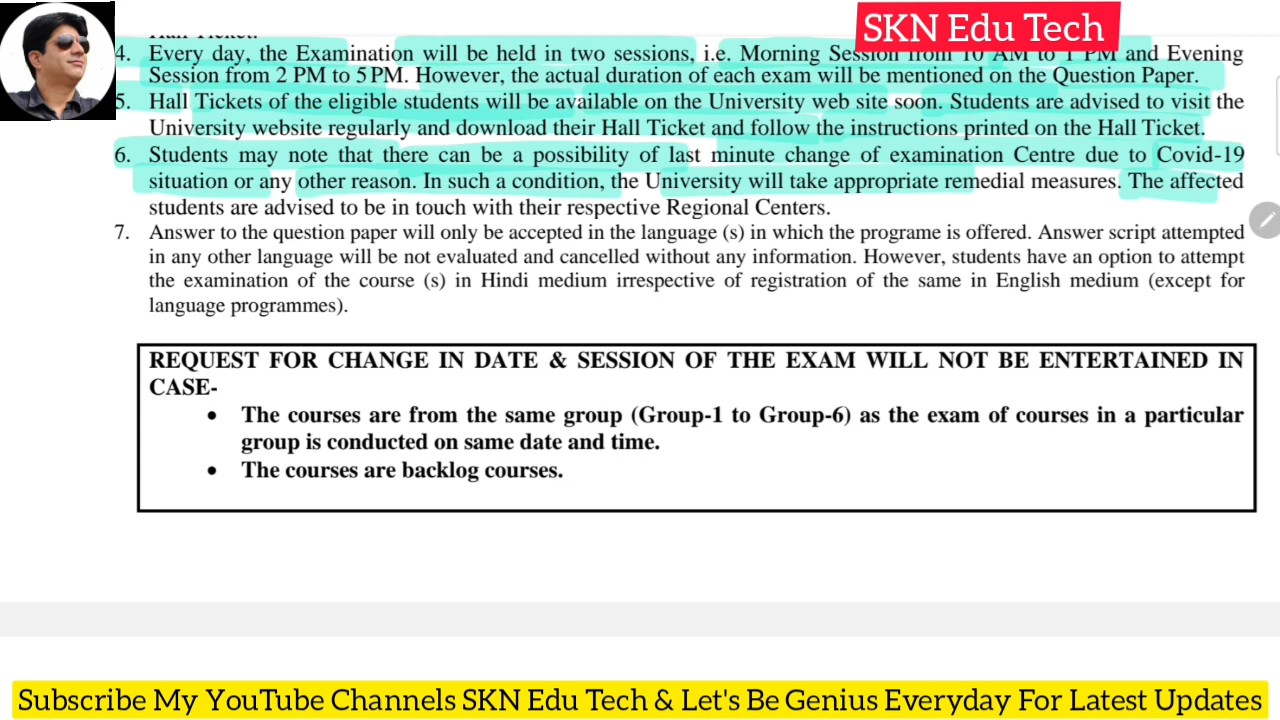 SKN Edu Tech
Hall Ticket.
4. Every day, the Examination will be held in two sessions, i.e. Morning Session from 10 AM to 1 PM and Evening
Session from 2 PM to 5 PM. However, the actual duration of each exam will be mentioned on the Question Paper.
5. Hall Tickets of the eligible students will be available on the University web site soon. Students are advised to visit the
University website regularly and download their Hall Ticket and follow the instructions printed on the Hall Ticket.
6. Students may note that there can be a possibility of last minute change of examination Centre due to Covid-19
situation or any other reason. In such a condition, the University will take appropriate remedial measures. The affected
students are advised to be in touch with their respective Regional Centers.
7. Answer to the question paper will only be accepted in the language (s) in which the programe is offered. Answer script attempted
in any other language will be not evaluated and cancelled without any information. However, students have an option to attempt
the examination of the course (s) in Hindi medium irrespective of registration of the same in English medium (except for
language programmes).
REQUEST FOR CHANGE IN DATE & SESSION OF THE EXAM WILL NOT BE ENTERTAINED IN
CASE-
• The courses are from the same group (Group-1 to Group-6) as the exam of courses in a particular
group is conducted on same date and time.
• The courses are backlog courses.
Subscribe My YouTube Channels SKN Edu Tech & Let's Be Genius Everyday For Latest Updates